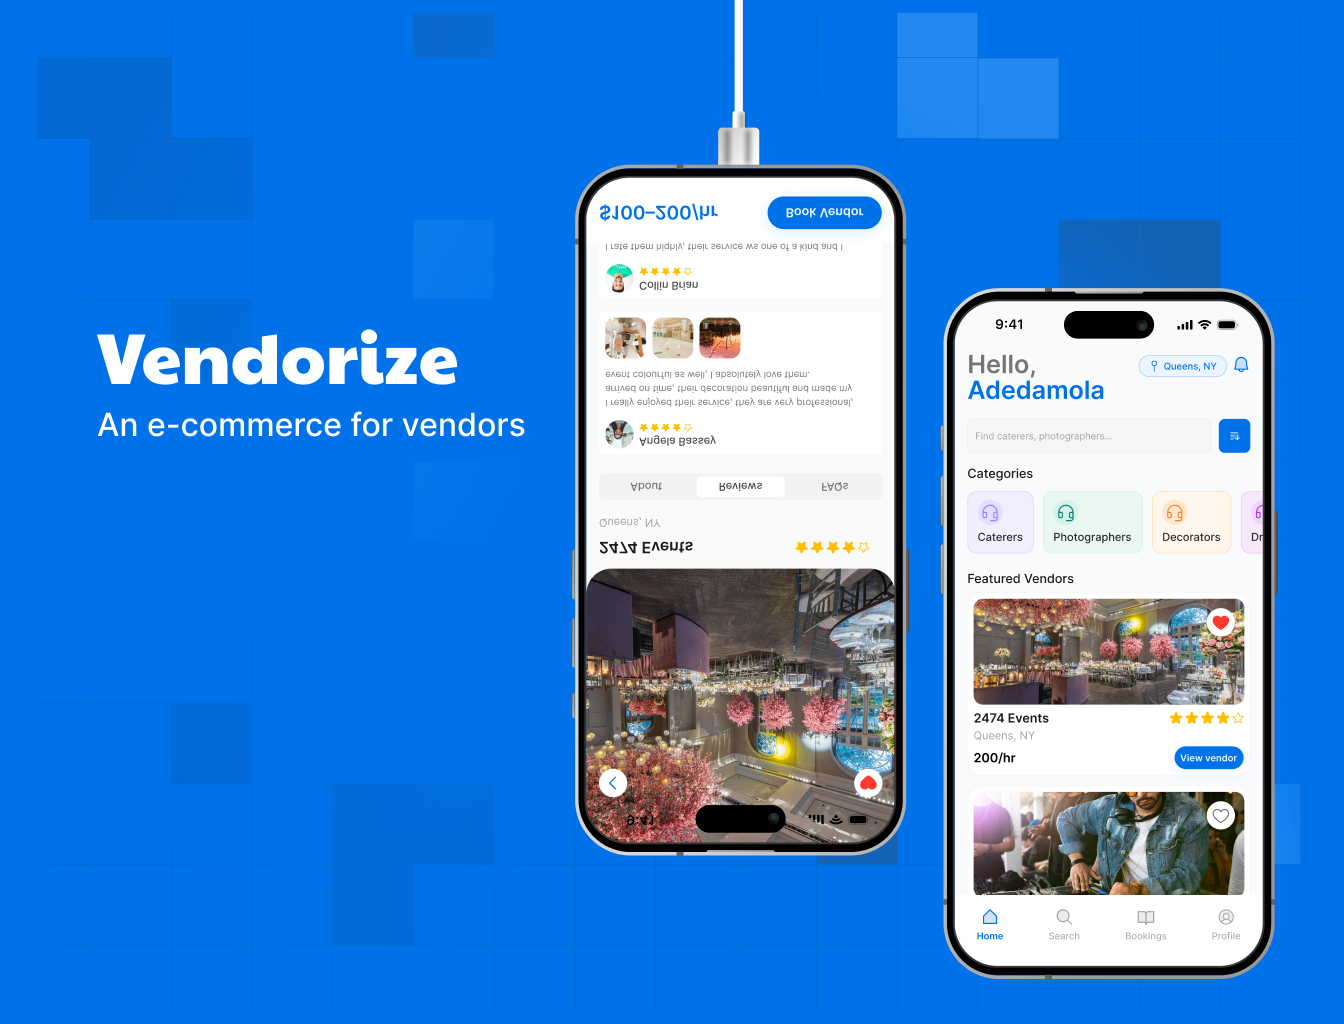 Vendorize
An e-commerce for vendors
$100–200/hr
Book Vendor
I rate them highly, their service ws one of a kind and I
Collin Brian
event colourful as well, I absolutely love them.
arrived on time, their decoration beautiful and made my
I really enjoyed their service, they are very professional,
Angela Bassey
About Reviews FAQs
Queens, NY
2474 Events
9:41
9:41
Hello,
Adedamola
Queens, NY
Find caterers, photographers...
Categories
Caterers Photographers Decorators Dr
Featured Vendors
2474 Events
Queens, NY
200/hr
View vendor
Home Search Bookings Profile